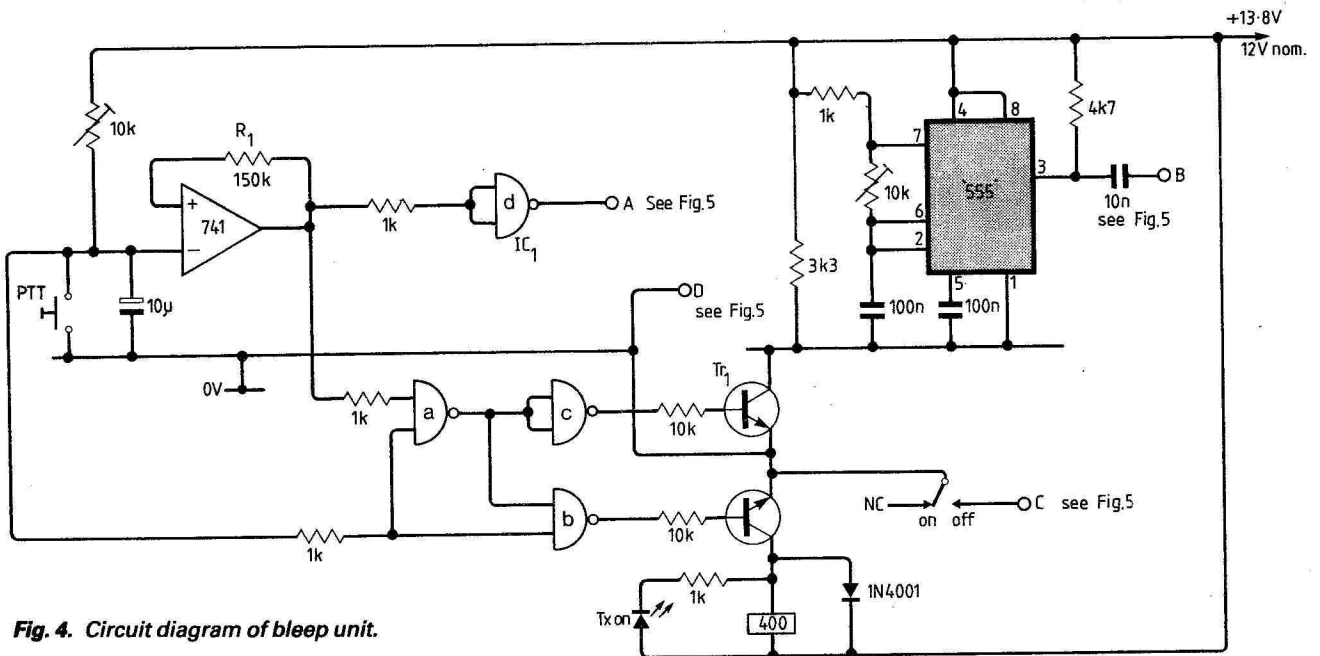 +13·8V
12V nom.
10k
R1
150k
+
741
−
1k
d
IC1
A See Fig.5
1k
7
10k
6
2
4
8
"555"
3
5
1
4k7
10n
B
see Fig.5
3k3
100n
100n
PTT
10µ
0V
D
see Fig.5
1k
a
c
10k
Tr1
b
10k
1k
NC
on off
C see Fig.5
1k
Tx on
400
1N4001
Fig. 4. Circuit diagram of bleep unit.